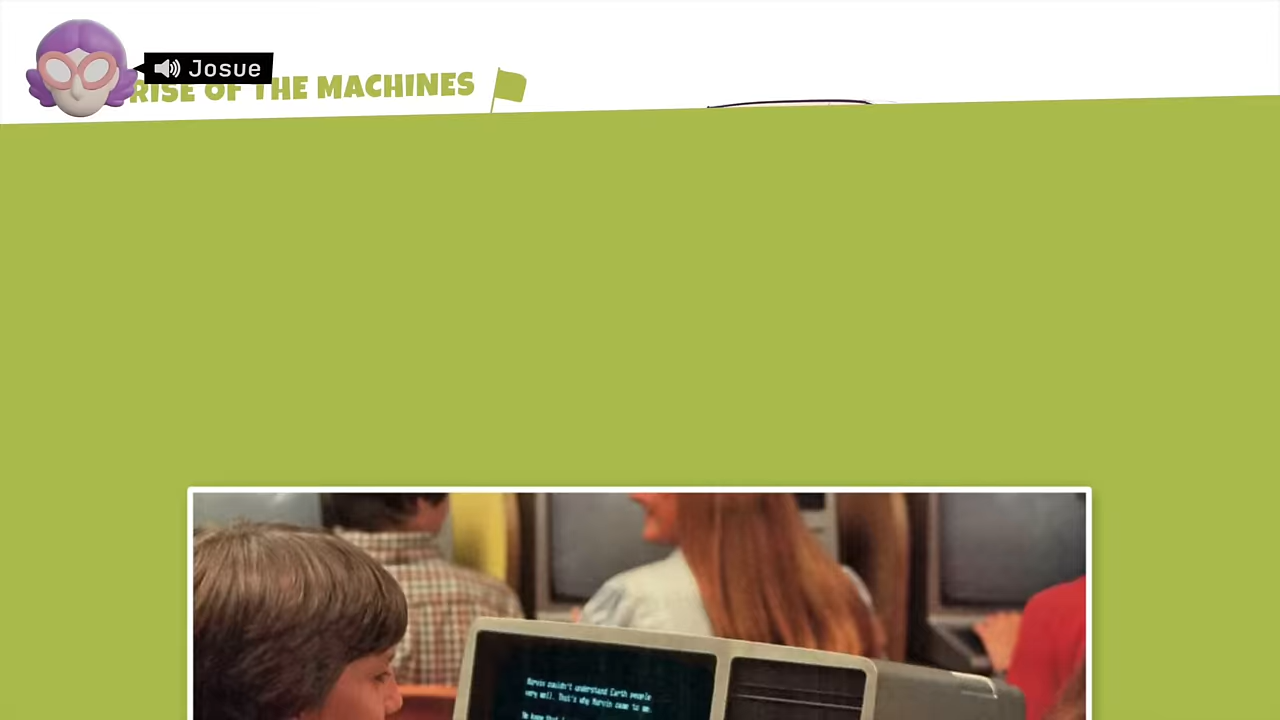 Josue
RISE OF THE MACHINES
Marvin couldn't understand Earth people
very well. That's why Marvin came to me.